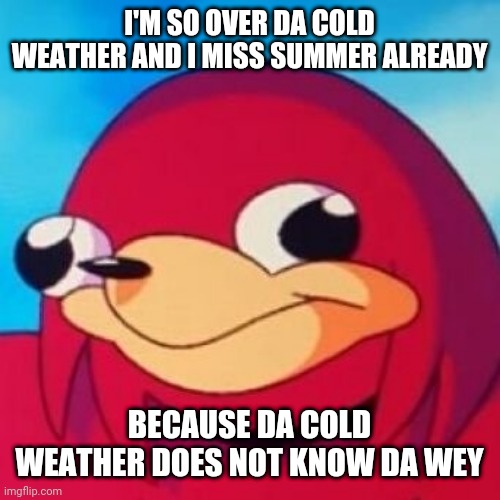 I'M SO OVER DA COLD
WEATHER AND I MISS SUMMER ALREADY
BECAUSE DA COLD
WEATHER DOES NOT KNOW DA WEY
imgflip.com